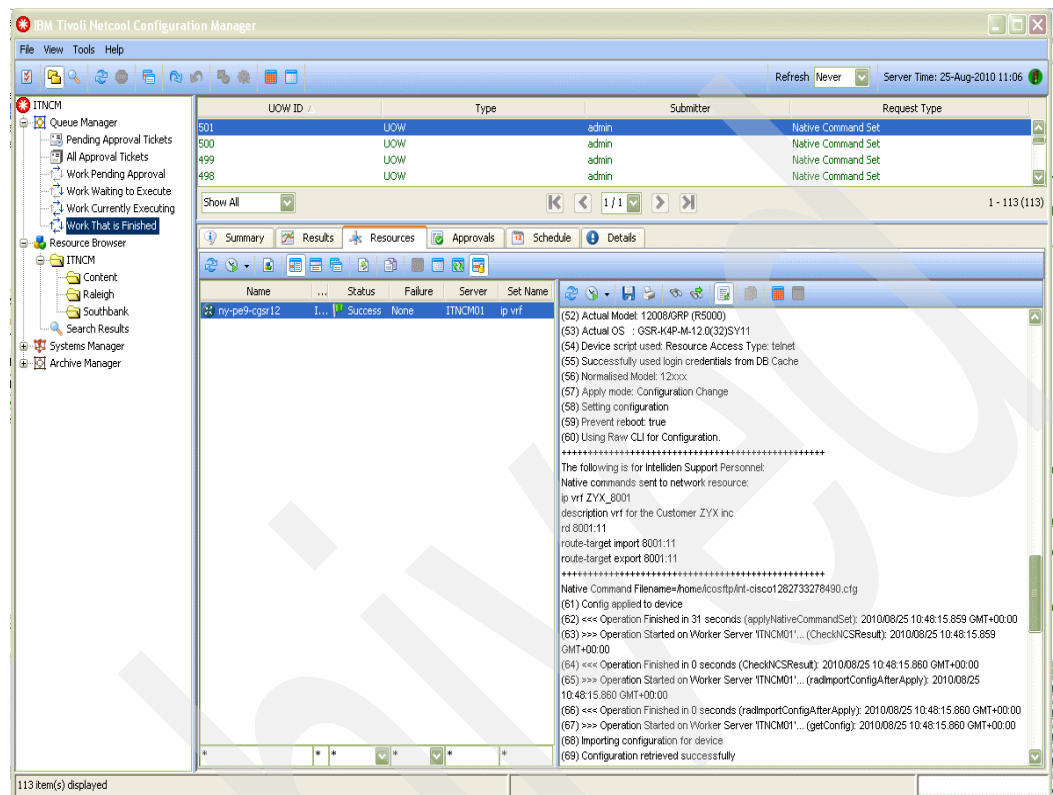 IBM Tivoli Netcool Configuration Manager
File View Tools Help
Refresh Never Server Time: 25-Aug-2010 11:06
ITNCM
Queue Manager
Pending Approval Tickets
All Approval Tickets
Work Pending Approval
Work Waiting to Execute
Work Currently Executing
Work That is Finished
Resource Browser
ITNCM
Content
Raleigh
Southbank
Search Results
Systems Manager
Archive Manager
UOW ID Type Submitter Request Type
501 UOW admin Native Command Set
500 UOW admin Native Command Set
499 UOW admin Native Command Set
498 UOW admin Native Command Set
Show All 1 / 1 1 - 113 (113)
Summary Results Resources Approvals Schedule Details
Name ... Status Failure Server Set Name
ny-pe9-cgsr12 I... Success None ITNCM01 ip vrf
(52) Actual Model: 12008/GRP (R5000)
(53) Actual OS : GSR-K4P-M-12.0(32)SY11
(54) Device script used: Resource Access Type: telnet
(55) Successfully used login credentials from DB Cache
(56) Normalised Model: 12xxx
(57) Apply mode: Configuration Change
(58) Setting configuration
(59) Prevent reboot: true
(60) Using Raw CLI for Configuration.
++++++++++++++++++++++++++++++++++++++++++++++++++
The following is for Intelliden Support Personnel:
Native commands sent to network resource:
ip vrf ZYX_8001
description vrf for the Customer ZYX inc
rd 8001:11
route-target import 8001:11
route-target export 8001:11
++++++++++++++++++++++++++++++++++++++++++++++++++
Native Command Filename=/home/icosftp/int-cisco1282733278490.cfg
(61) Config applied to device
(62) <<< Operation Finished in 31 seconds (applyNativeCommandSet): 2010/08/25 10:48:15.859 GMT+00:00
(63) >>> Operation Started on Worker Server 'ITNCM01'... (CheckNCSResult): 2010/08/25 10:48:15.859
GMT+00:00
(64) <<< Operation Finished in 0 seconds (CheckNCSResult): 2010/08/25 10:48:15.860 GMT+00:00
(65) >>> Operation Started on Worker Server 'ITNCM01'... (radImportConfigAfterApply): 2010/08/25
10:48:15.860 GMT+00:00
(66) <<< Operation Finished in 0 seconds (radImportConfigAfterApply): 2010/08/25 10:48:15.860 GMT+00:00
(67) >>> Operation Started on Worker Server 'ITNCM01'... (getConfig): 2010/08/25 10:48:15.860 GMT+00:00
(68) Importing configuration for device
(69) Configuration retrieved successfully
* * * * * *
113 item(s) displayed